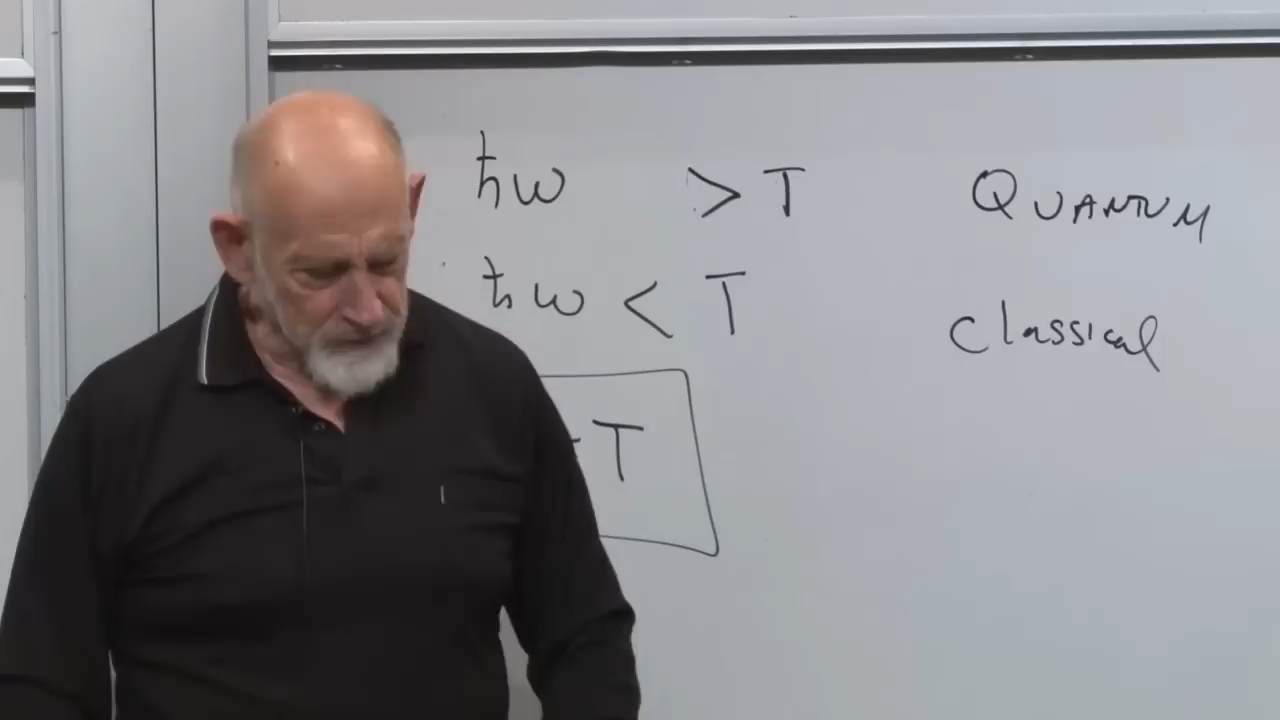 ħω > T QUANTUM
ħω < T classical
T